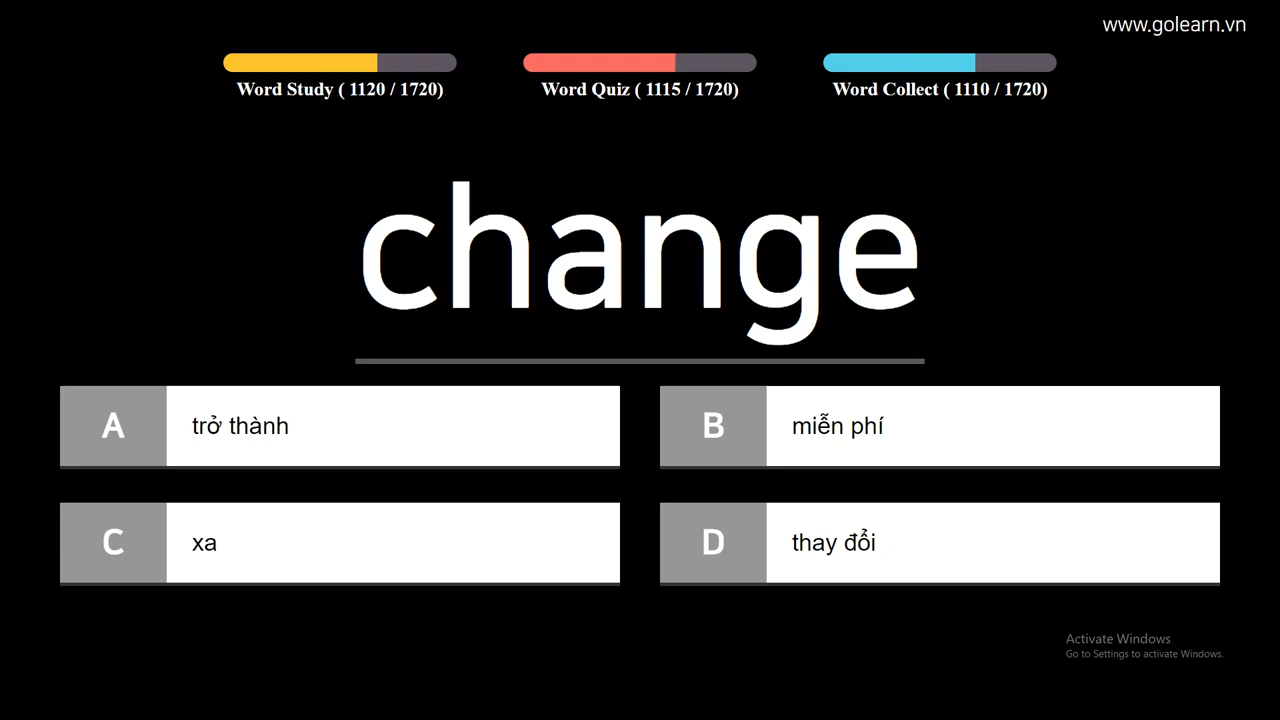 www.golearn.vn
Word Study ( 1120 / 1720)
Word Quiz ( 1115 / 1720)
Word Collect ( 1110 / 1720)
change
A trở thành
B miễn phí
C xa
D thay đổi
Activate Windows
Go to Settings to activate Windows.